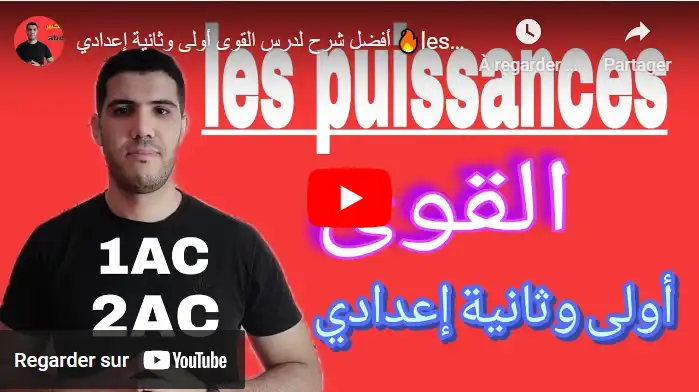 أفضل شرح لدرس القوى أولى وثانية إعدادي🔥les...
À regarder ...
Partager
les puissances
القوى
1AC
2AC
أولى وثانية إعدادي
Regarder sur YouTube